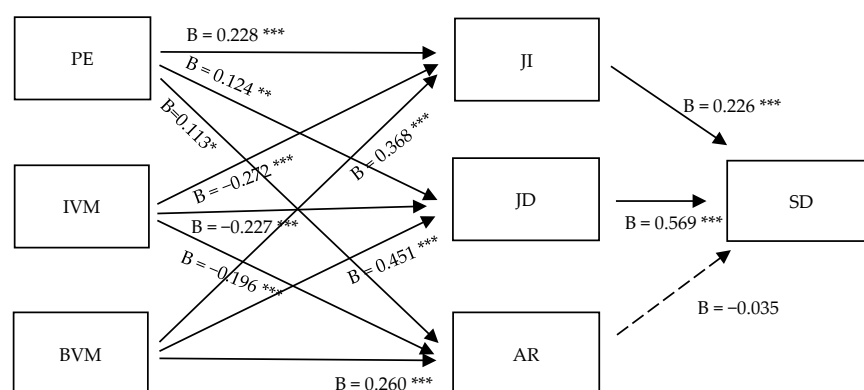 PE
B = 0.228 ***
JI
B = 0.124 **
B=0.113*
B = 0.368 ***
B = 0.226 ***
B = −0.272 ***
IVM
JD
SD
B = −0.227***
B = 0.569 ***
B = −0.196 ***
B = 0.451 ***
B = −0.035
BVM
AR
B = 0.260 ***